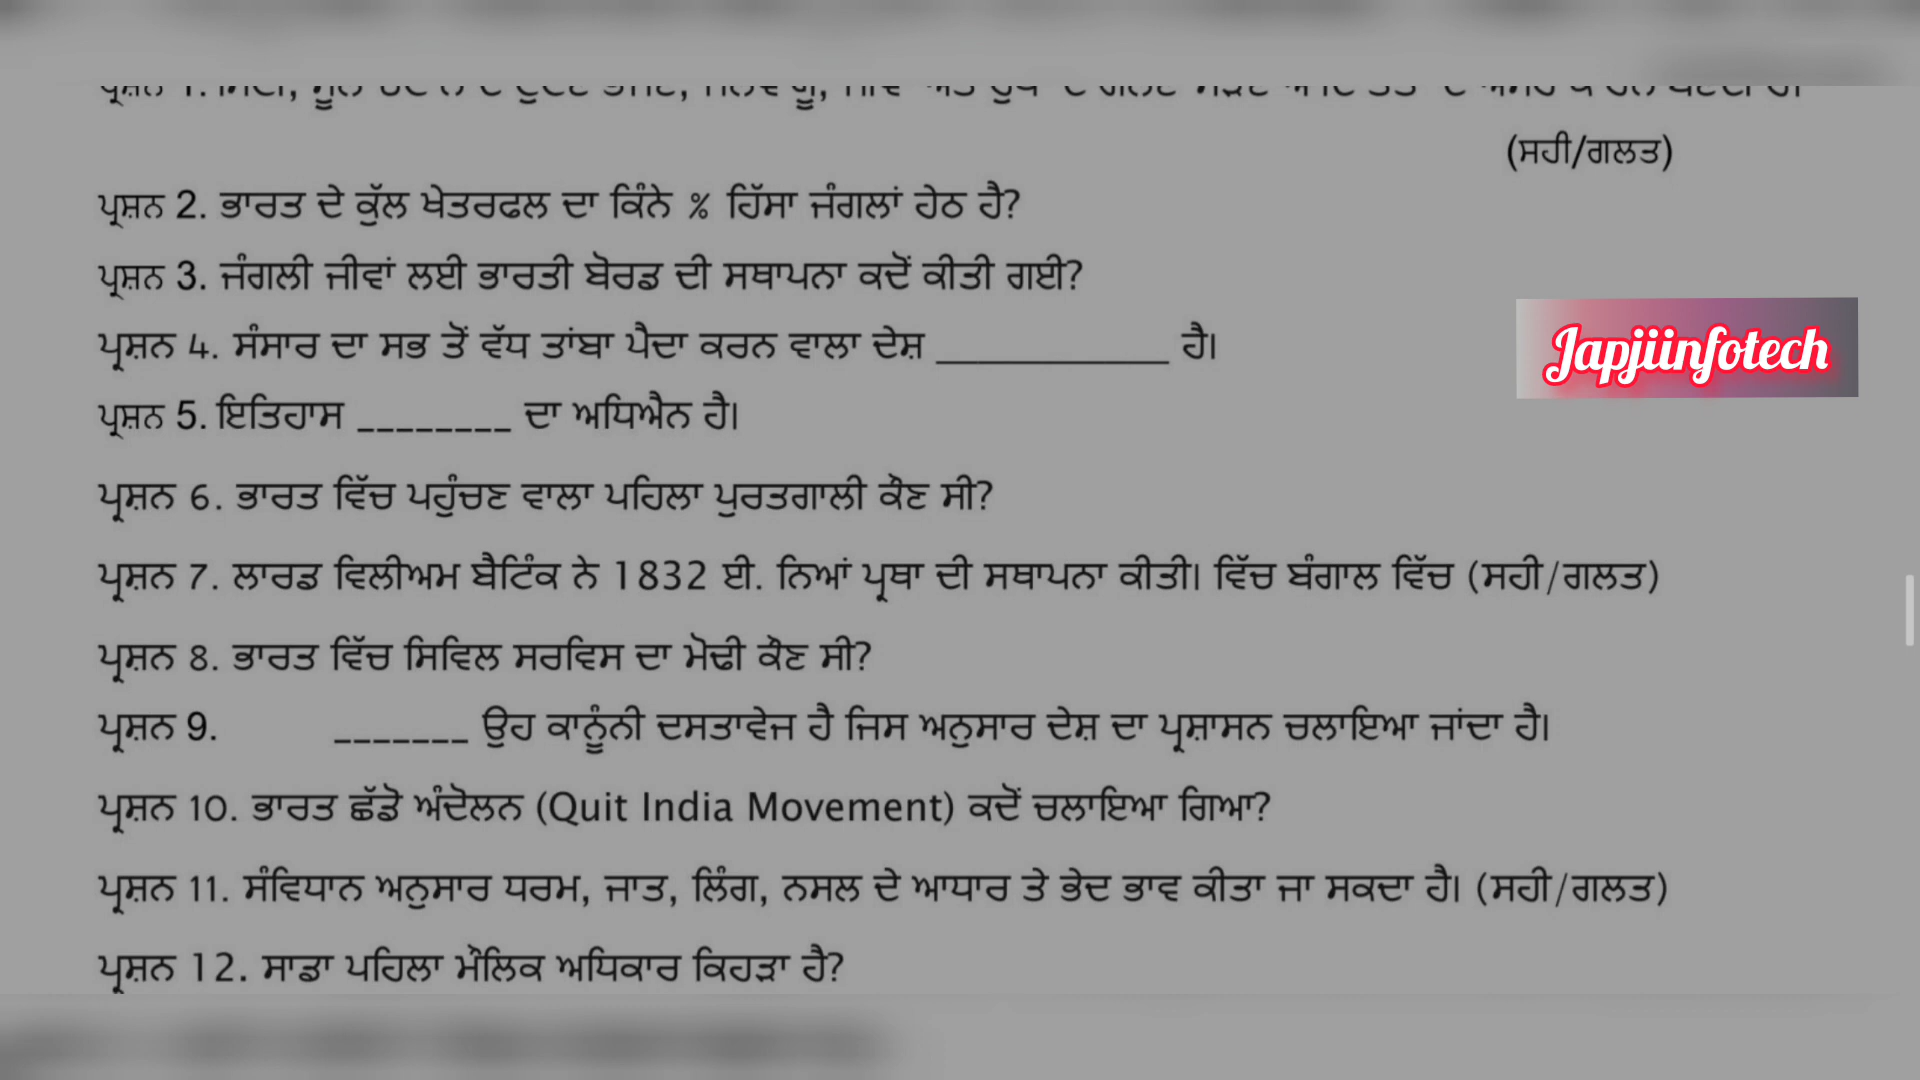 (ਸਹੀ/ਗਲਤ)
ਪ੍ਰਸ਼ਨ 2. ਭਾਰਤ ਦੇ ਕੁੱਲ ਖੇਤਰਫਲ ਦਾ ਕਿੰਨੇ % ਹਿੱਸਾ ਜੰਗਲਾਂ ਹੇਠ ਹੈ?
ਪ੍ਰਸ਼ਨ 3. ਜੰਗਲੀ ਜੀਵਾਂ ਲਈ ਭਾਰਤੀ ਬੋਰਡ ਦੀ ਸਥਾਪਨਾ ਕਦੋਂ ਕੀਤੀ ਗਈ?
ਪ੍ਰਸ਼ਨ 4. ਸੰਸਾਰ ਦਾ ਸਭ ਤੋਂ ਵੱਧ ਤਾਂਬਾ ਪੈਦਾ ਕਰਨ ਵਾਲਾ ਦੇਸ਼ ____________ ਹੈ।
Japjiinfotech
ਪ੍ਰਸ਼ਨ 5. ਇਤਿਹਾਸ ________ ਦਾ ਅਧਿਐਨ ਹੈ।
ਪ੍ਰਸ਼ਨ 6. ਭਾਰਤ ਵਿੱਚ ਪਹੁੰਚਣ ਵਾਲਾ ਪਹਿਲਾ ਪੁਰਤਗਾਲੀ ਕੌਣ ਸੀ?
ਪ੍ਰਸ਼ਨ 7. ਲਾਰਡ ਵਿਲੀਅਮ ਬੈਟਿੰਕ ਨੇ 1832 ਈ. ਨਿਆਂ ਪ੍ਰਥਾ ਦੀ ਸਥਾਪਨਾ ਕੀਤੀ। ਵਿੱਚ ਬੰਗਾਲ ਵਿੱਚ (ਸਹੀ/ਗਲਤ)
ਪ੍ਰਸ਼ਨ 8. ਭਾਰਤ ਵਿੱਚ ਸਿਵਿਲ ਸਰਵਿਸ ਦਾ ਮੋਢੀ ਕੌਣ ਸੀ?
ਪ੍ਰਸ਼ਨ 9. _______ ਉਹ ਕਾਨੂੰਨੀ ਦਸਤਾਵੇਜ ਹੈ ਜਿਸ ਅਨੁਸਾਰ ਦੇਸ਼ ਦਾ ਪ੍ਰਸ਼ਾਸਨ ਚਲਾਇਆ ਜਾਂਦਾ ਹੈ।
ਪ੍ਰਸ਼ਨ 10. ਭਾਰਤ ਛੱਡੋ ਅੰਦੋਲਨ (Quit India Movement) ਕਦੋਂ ਚਲਾਇਆ ਗਿਆ?
ਪ੍ਰਸ਼ਨ 11. ਸੰਵਿਧਾਨ ਅਨੁਸਾਰ ਧਰਮ, ਜਾਤ, ਲਿੰਗ, ਨਸਲ ਦੇ ਆਧਾਰ ਤੇ ਭੇਦ ਭਾਵ ਕੀਤਾ ਜਾ ਸਕਦਾ ਹੈ। (ਸਹੀ/ਗਲਤ)
ਪ੍ਰਸ਼ਨ 12. ਸਾਡਾ ਪਹਿਲਾ ਮੌਲਿਕ ਅਧਿਕਾਰ ਕਿਹੜਾ ਹੈ?